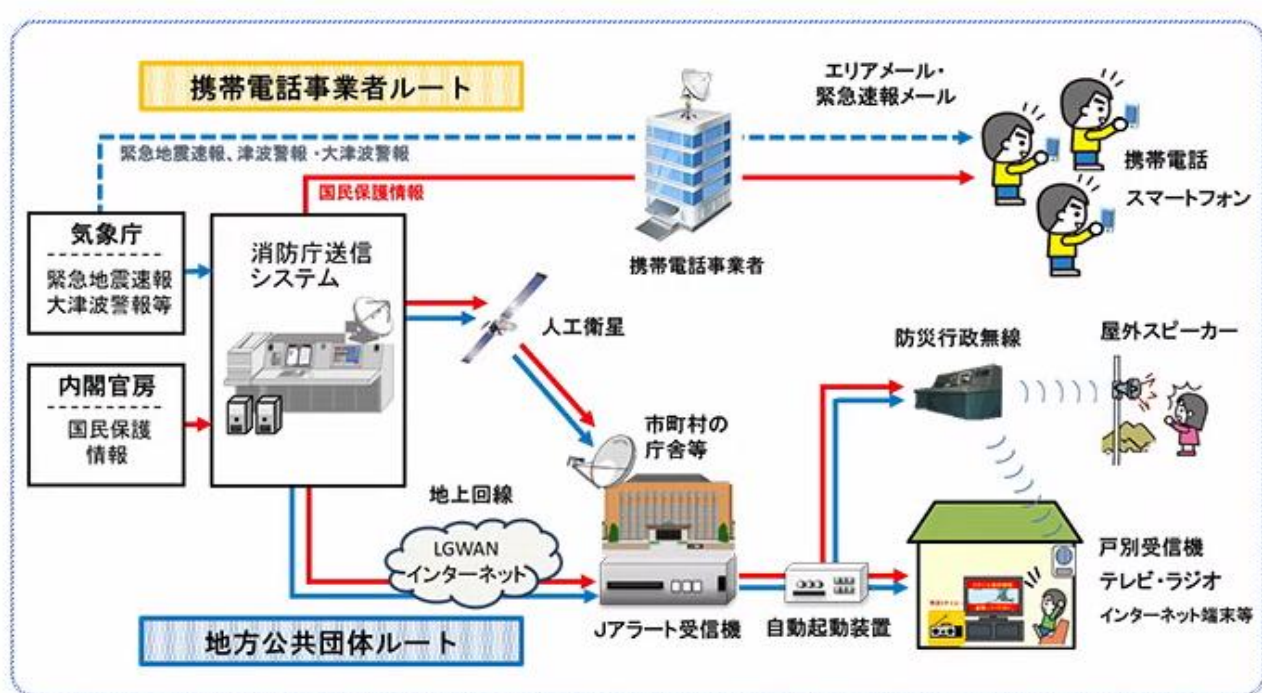 携帯電話事業者ルート
エリアメール・
緊急速報メール
緊急地震速報、津波警報・大津波警報
国民保護情報
携帯電話事業者
携帯電話
スマートフォン
気象庁
緊急地震速報
大津波警報等
内閣官房
国民保護
情報
消防庁送信
システム
人工衛星
防災行政無線
屋外スピーカー
市町村の
庁舎等
地上回線
LGWAN
インターネット
Jアラート受信機
自動起動装置
戸別受信機
テレビ・ラジオ
インターネット端末等
地方公共団体ルート